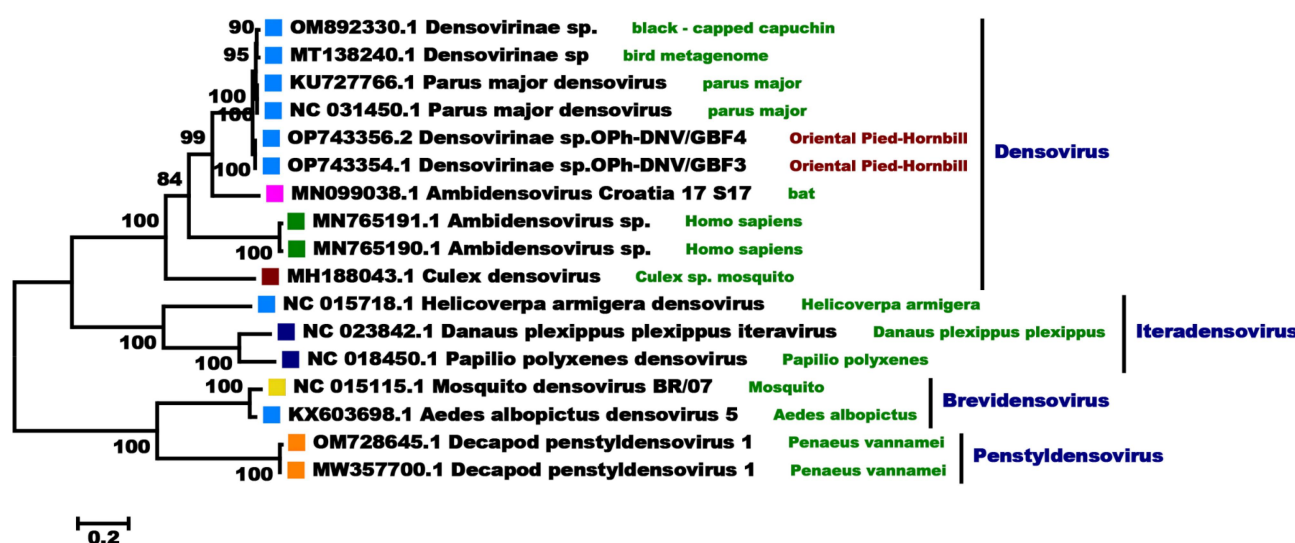 90 OM892330.1 Densovirinae sp. black - capped capuchin
95 MT138240.1 Densovirinae sp bird metagenome
KU727766.1 Parus major densovirus parus major
100
100 NC 031450.1 Parus major densovirus parus major
99 OP743356.2 Densovirinae sp.OPh-DNV/GBF4 Oriental Pied-Hornbill
Densovirus
100 OP743354.1 Densovirinae sp.OPh-DNV/GBF3 Oriental Pied-Hornbill
84
MN099038.1 Ambidensovirus Croatia 17 S17 bat
100 MN765191.1 Ambidensovirus sp. Homo sapiens
100 MN765190.1 Ambidensovirus sp. Homo sapiens
MH188043.1 Culex densovirus Culex sp. mosquito
NC 015718.1 Helicoverpa armigera densovirus Helicoverpa armigera
NC 023842.1 Danaus plexippus plexippus iteravirus Danaus plexippus plexippus Iteradensovirus
100
100 NC 018450.1 Papilio polyxenes densovirus Papilio polyxenes
100 NC 015115.1 Mosquito densovirus BR/07 Mosquito
Brevidensovirus
KX603698.1 Aedes albopictus densovirus 5 Aedes albopictus
100 OM728645.1 Decapod penstyldensovirus 1 Penaeus vannamei
Penstyldensovirus
100 MW357700.1 Decapod penstyldensovirus 1 Penaeus vannamei
0.2